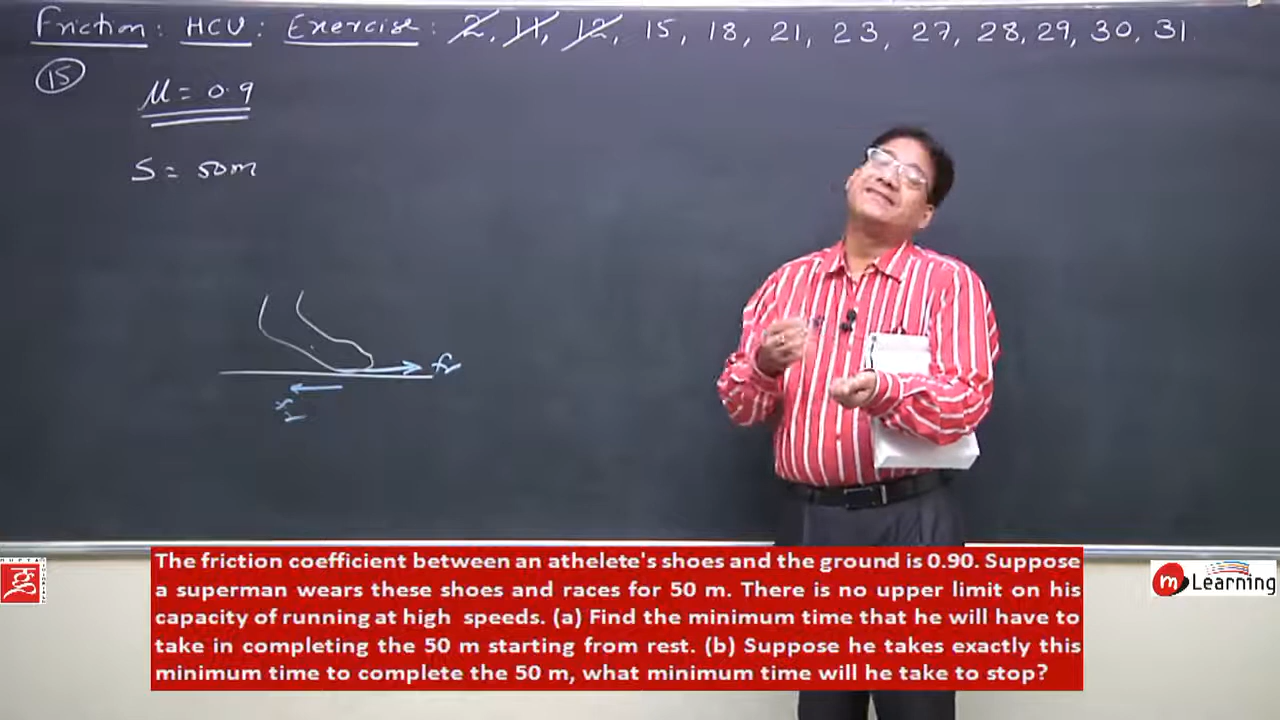 Friction: HCV: Exercise: 2, 11, 12, 15, 18, 21, 23, 27, 28, 29, 30, 31
15
μ = 0.9
S = 50m
fr
The friction coefficient between an athelete's shoes and the ground is 0.90. Suppose
a superman wears these shoes and races for 50 m. There is no upper limit on his
capacity of running at high speeds. (a) Find the minimum time that he will have to
take in completing the 50 m starting from rest. (b) Suppose he takes exactly this
minimum time to complete the 50 m, what minimum time will he take to stop?
m Learning